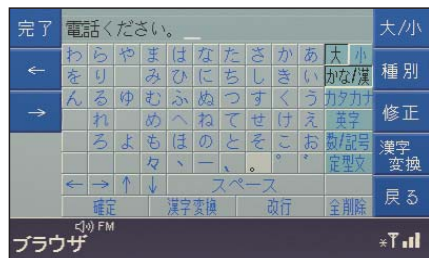 完了 電話ください。 大/小
わ ら や ま は な た さ か あ 大 小
← を り み ひ に ち し き い かな/漢 種別
→ ん る ゆ む ふ ぬ つ す く う カタカナ
れ め へ ね て せ け え 英字 修正
ろ よ も ほ の と そ こ お 数/記号
々 ヽ ー 、 。 ゛ ゜ 定型文 漢字変換
← → ↑ ↓ スペース
確定 漢字変換 改行 全削除 戻る
FM
ブラウザ